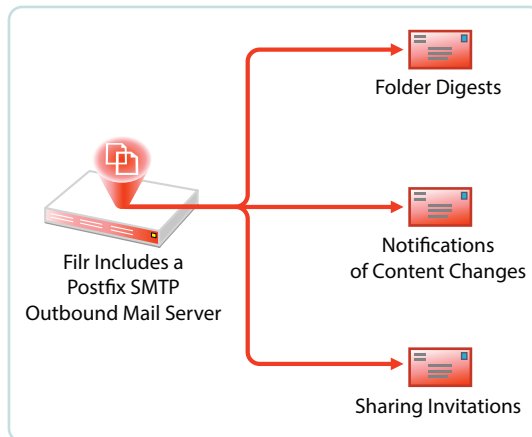 Folder Digests
Filr Includes a
Postfix SMTP
Outbound Mail Server
Notifications
of Content Changes
Sharing Invitations